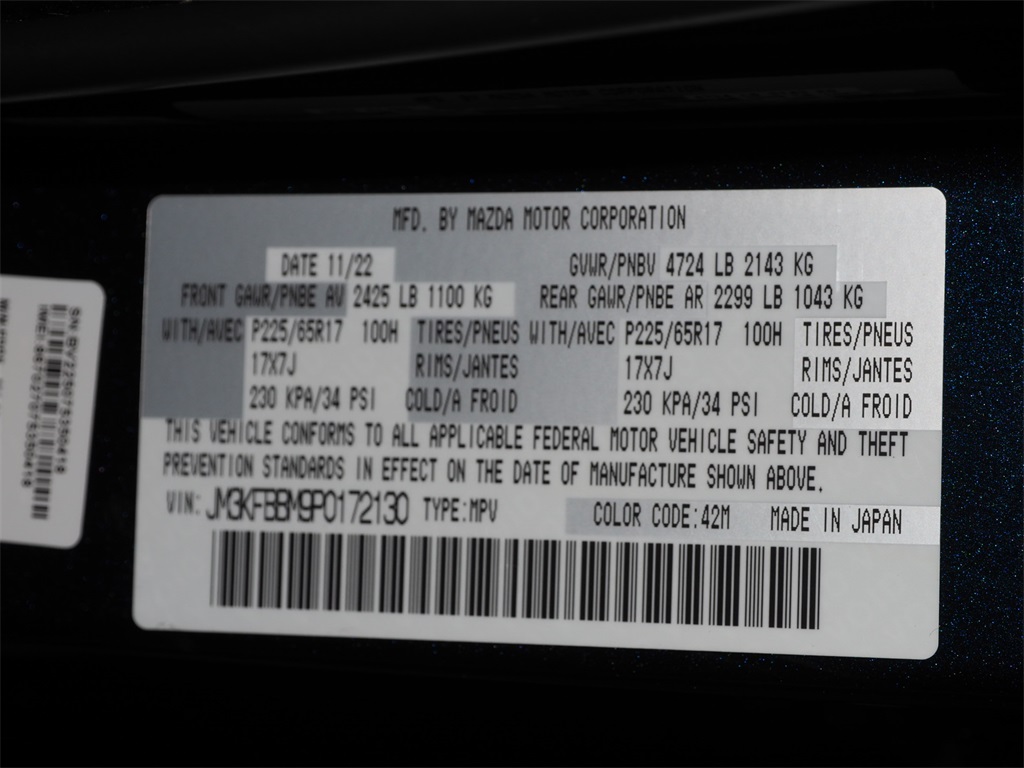 MFD. BY MAZDA MOTOR CORPORATION
DATE 11/22 GVWR/PNBV 4724 LB 2143 KG
FRONT GAWR/PNBE AV 2425 LB 1100 KG REAR GAWR/PNBE AR 2299 LB 1043 KG
WITH/AVEC P225/65R17 100H TIRES/PNEUS WITH/AVEC P225/65R17 100H TIRES/PNEUS
17X7J RIMS/JANTES 17X7J RIMS/JANTES
230 KPA/34 PSI COLD/A FROID 230 KPA/34 PSI COLD/A FROID
THIS VEHICLE CONFORMS TO ALL APPLICABLE FEDERAL MOTOR VEHICLE SAFETY AND THEFT
PREVENTION STANDARDS IN EFFECT ON THE DATE OF MANUFACTURE SHOWN ABOVE.
VIN: JM3KFBBM9P0172130 TYPE:MPV COLOR CODE:42M MADE IN JAPAN